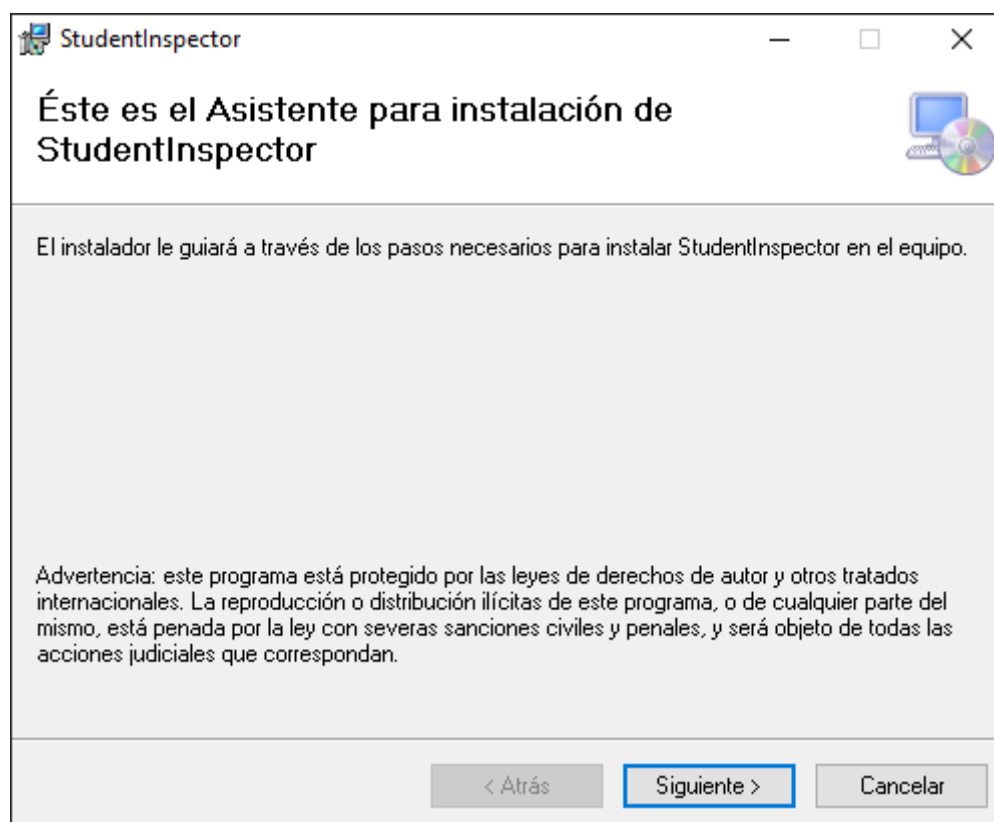 StudentInspector
Éste es el Asistente para instalación de
StudentInspector
El instalador le guiará a través de los pasos necesarios para instalar StudentInspector en el equipo.
Advertencia: este programa está protegido por las leyes de derechos de autor y otros tratados
internacionales. La reproducción o distribución ilícitas de este programa, o de cualquier parte del
mismo, está penada por la ley con severas sanciones civiles y penales, y será objeto de todas las
acciones judiciales que correspondan.
< Atrás
Siguiente >
Cancelar